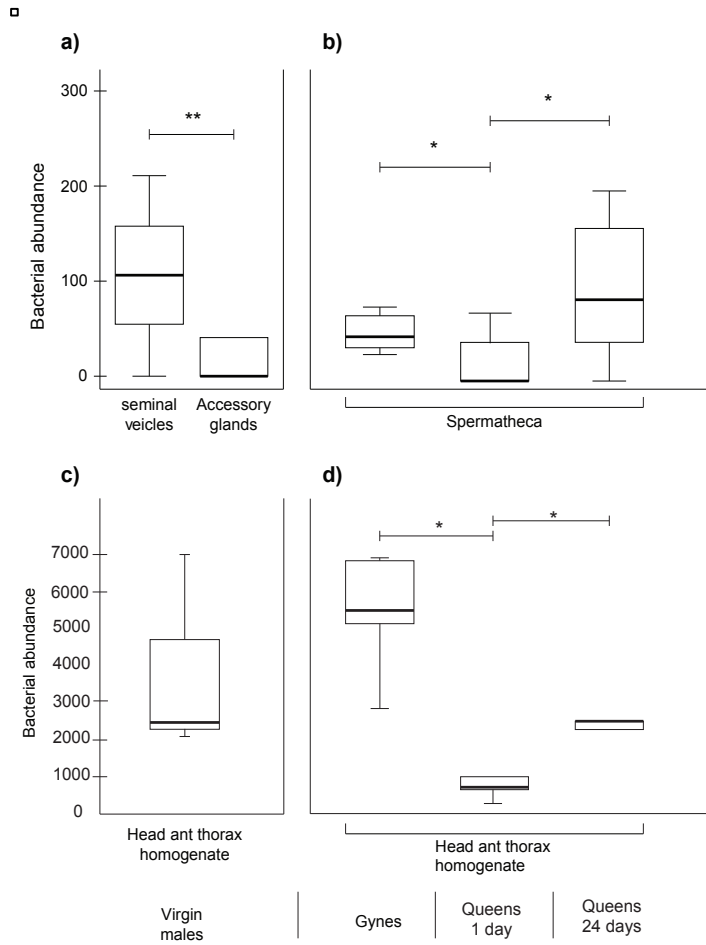 a)
b)
300
200
100
0
Bacterial abundance
**
*
*
seminal
veicles
Accessory
glands
Spermatheca
c)
d)
7000
6000
5000
4000
3000
2000
1000
0
Bacterial abundance
*
*
Head ant thorax
homogenate
Head ant thorax
homogenate
Virgin
males
Gynes
Queens
1 day
Queens
24 days